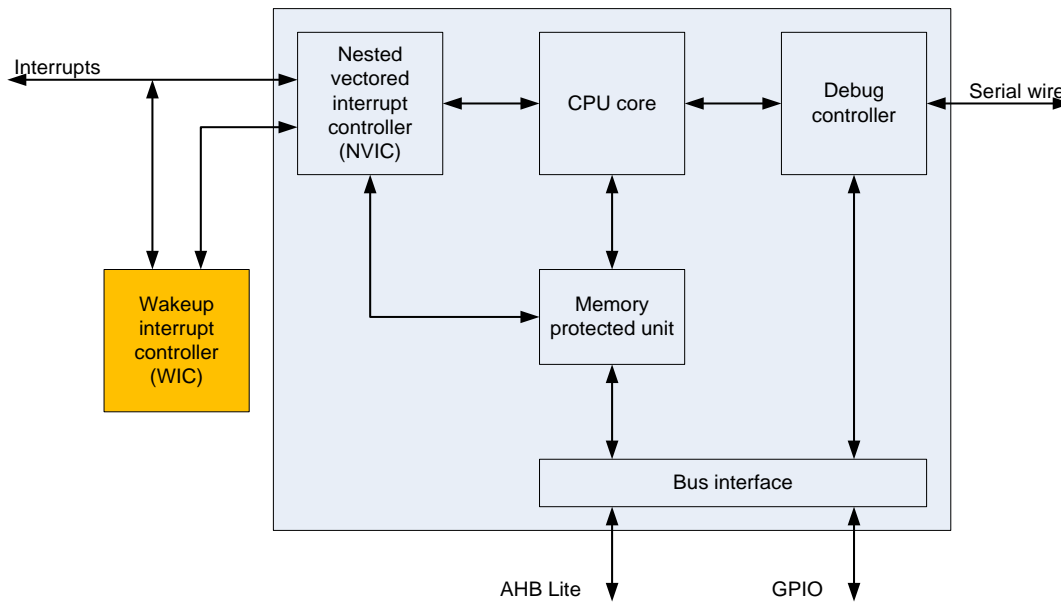 Interrupts
Nested
vectored
interrupt
controller
(NVIC)
CPU core
Debug
controller
Serial wire
Wakeup
interrupt
controller
(WIC)
Memory
protected unit
Bus interface
AHB Lite
GPIO